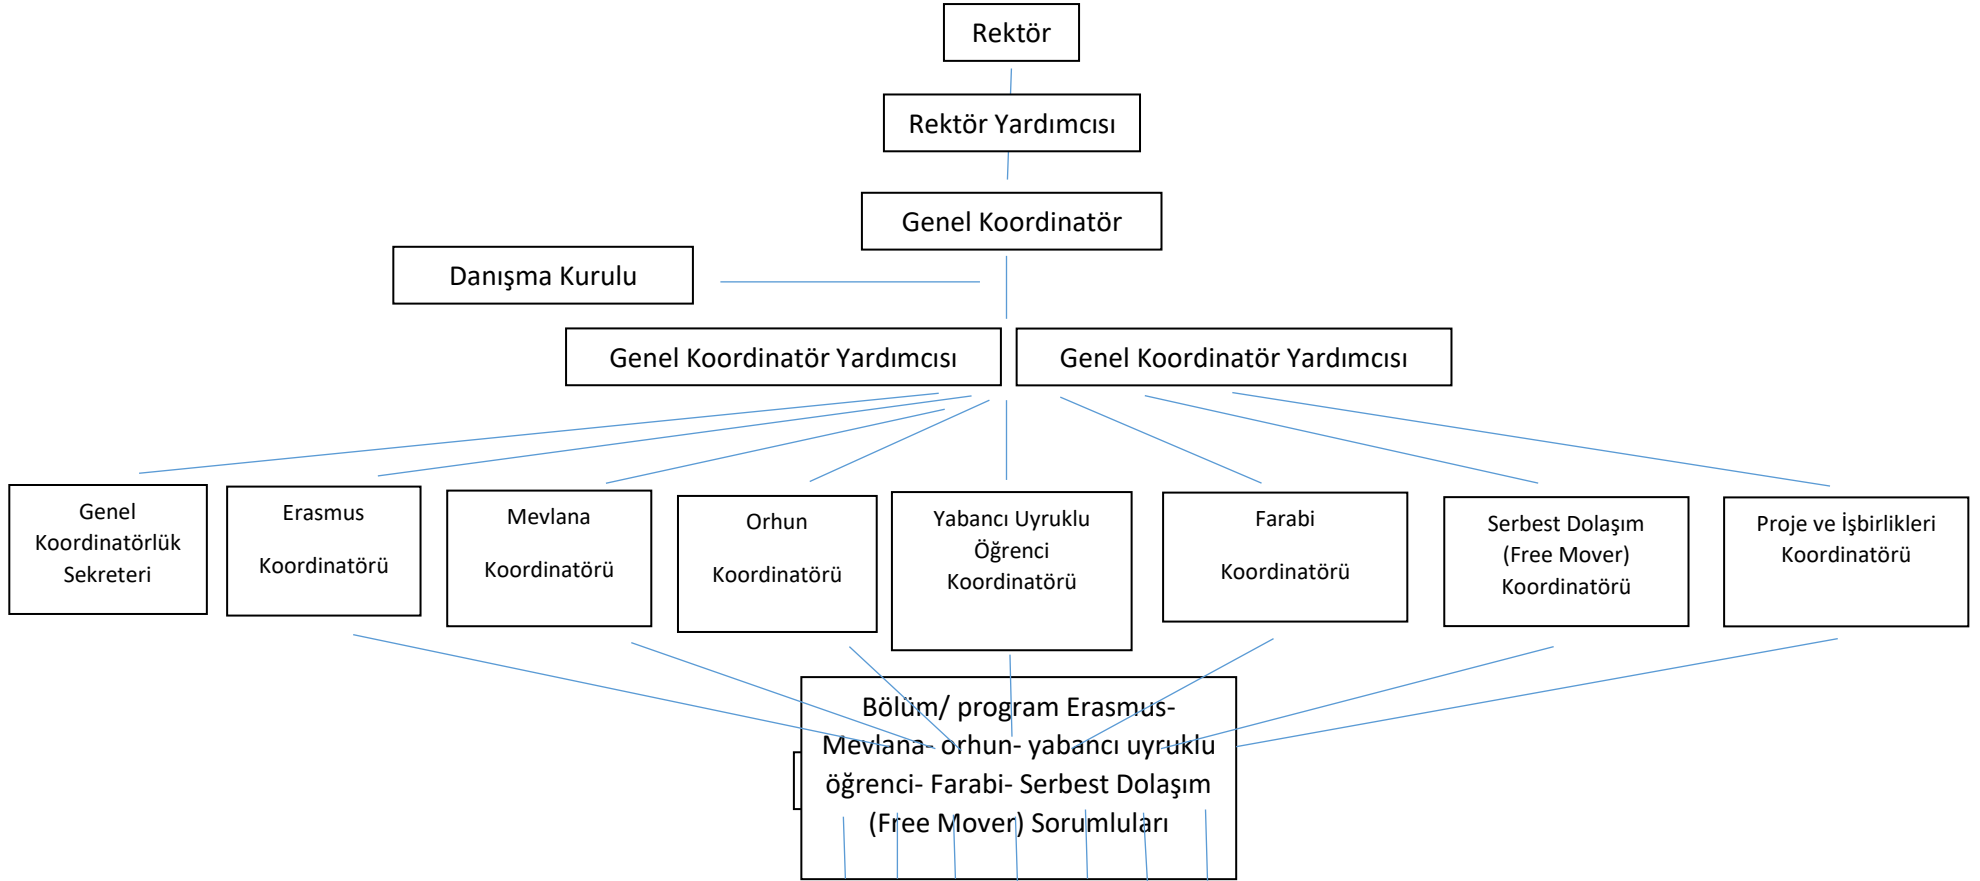 Rektör
Rektör Yardımcısı
Genel Koordinatör
Danışma Kurulu
Genel Koordinatör Yardımcısı
Genel Koordinatör Yardımcısı
Genel
Koordinatörlük
Sekreteri
Erasmus
Koordinatörü
Mevlana
Koordinatörü
Orhun
Koordinatörü
Yabancı Uyruklu
Öğrenci
Koordinatörü
Farabi
Koordinatörü
Serbest Dolaşım
(Free Mover)
Koordinatörü
Proje ve İşbirlikleri
Koordinatörü
Bölüm/ program Erasmus-
Mevlana- orhun- yabancı uyruklu
öğrenci- Farabi- Serbest Dolaşım
(Free Mover) Sorumluları